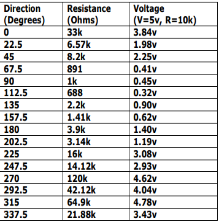 Direction (Degrees) Resistance (Ohms) Voltage (V=5v, R=10k)
0 33k 3.84v
22.5 6.57k 1.98v
45 8.2k 2.25v
67.5 891 0.41v
90 1k 0.45v
112.5 688 0.32v
135 2.2k 0.90v
157.5 1.41k 0.62v
180 3.9k 1.40v
202.5 3.14k 1.19v
225 16k 3.08v
247.5 14.12k 2.93v
270 120k 4.62v
292.5 42.12k 4.04v
315 64.9k 4.78v
337.5 21.88k 3.43v